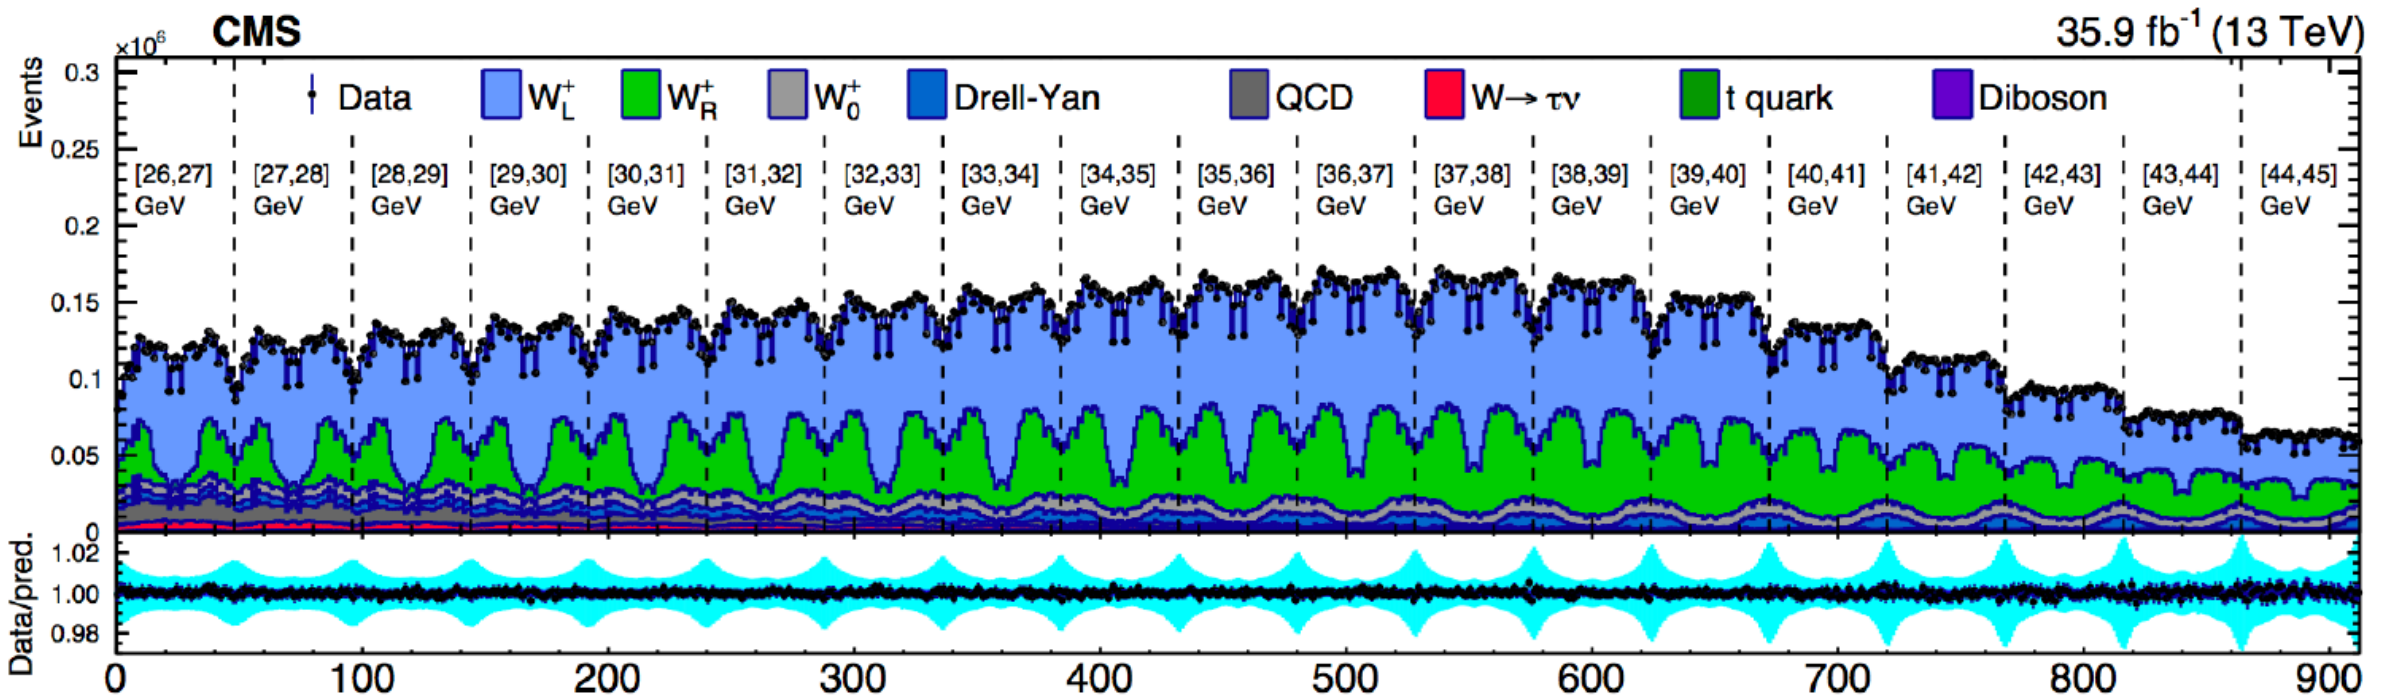 CMS
35.9 fb⁻¹ (13 TeV)
×10⁶
Events
0.3
0.25
0.2
0.15
0.1
0.05
0
Data
W⁺_L
W⁺_R
W⁺_0
Drell-Yan
QCD
W→ τν
t quark
Diboson
[26,27] GeV
[27,28] GeV
[28,29] GeV
[29,30] GeV
[30,31] GeV
[31,32] GeV
[32,33] GeV
[33,34] GeV
[34,35] GeV
[35,36] GeV
[36,37] GeV
[37,38] GeV
[38,39] GeV
[39,40] GeV
[40,41] GeV
[41,42] GeV
[42,43] GeV
[43,44] GeV
[44,45] GeV
Data/pred.
1.02
1.00
0.98
0 100 200 300 400 500 600 700 800 900